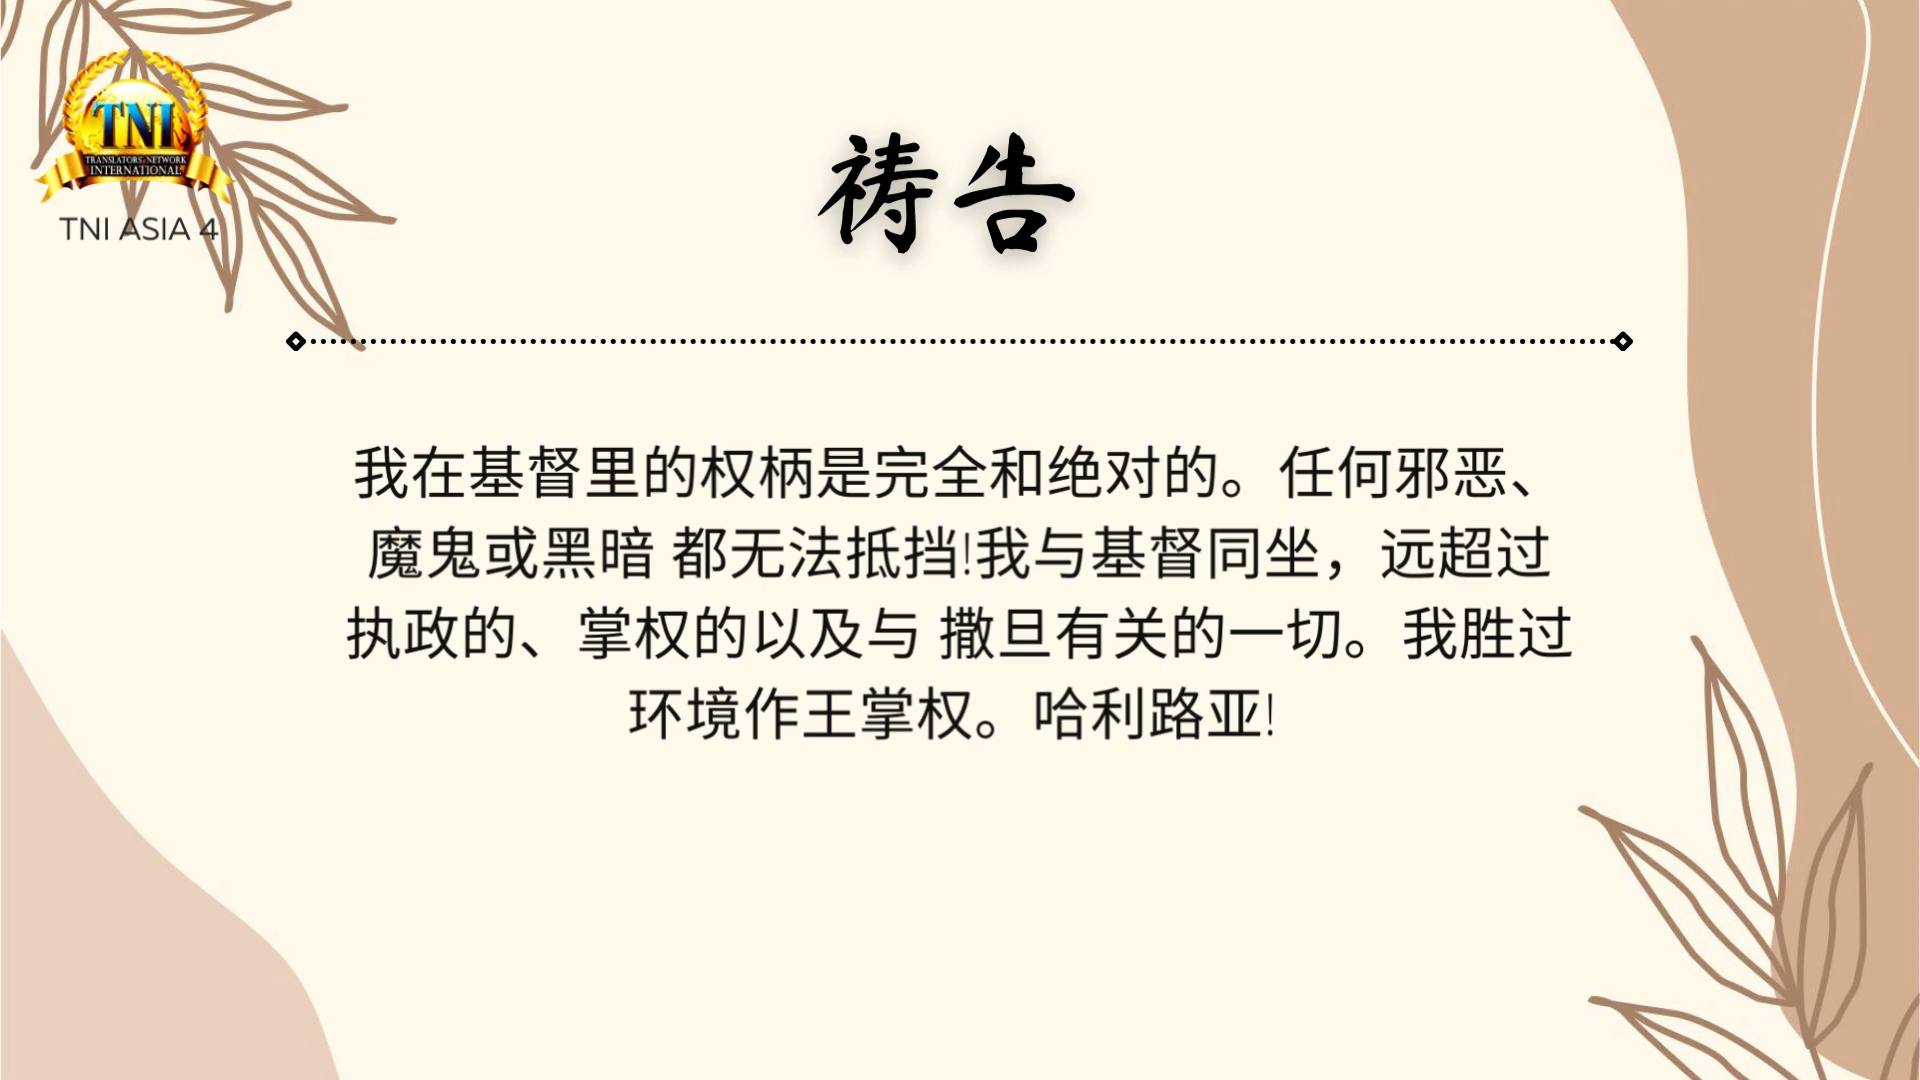 TNI
TRANSLATORS NETWORK
INTERNATIONAL
TNI ASIA 4
祷告
我在基督里的权柄是完全和绝对的。任何邪恶、
魔鬼或黑暗 都无法抵挡!我与基督同坐，远超过
执政的、掌权的以及与 撒旦有关的一切。我胜过
环境作王掌权。哈利路亚!